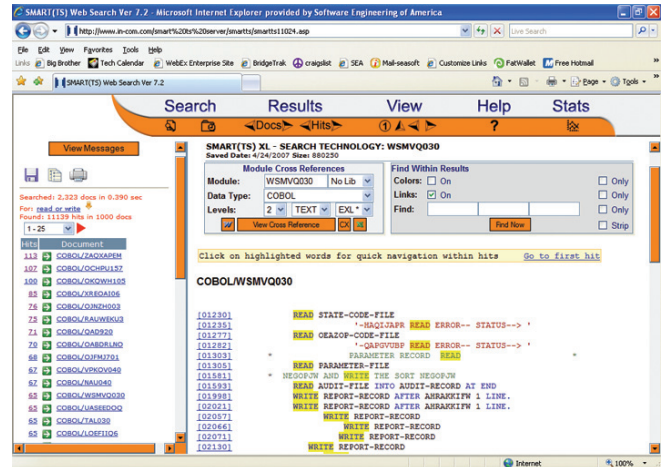 SMART(TS) Web Search Ver 7.2 - Microsoft Internet Explorer provided by Software Engineering of America
http://www.in-com.com/smart%20ts%20server/smartts/smartts11024.asp
Live Search
File Edit View Favorites Tools Help
Links Big Brother Tech Calendar WebEx Enterprise Site BridgeTrak craigslist SEA Mail-seasoft Customize Links FatWallet Free Hotmail
SMART(TS) Web Search Ver 7.2
Page Tools
Search Results View Help Stats
Docs Hits ?
View Messages
Searched: 2,323 docs in 0.390 sec
For: read or write
Found: 11139 hits in 1000 docs
1 - 25
Hits Document
113 COBOL/ZAOXAPEM
107 COBOL/OCHPU157
100 COBOL/OKQWH105
85 COBOL/XREOAI06
76 COBOL/OJNZH003
75 COBOL/RAUWEKU3
71 COBOL/QAD920
70 COBOL/OABDRLNO
68 COBOL/OJFMJ701
67 COBOL/VPKOV040
67 COBOL/NAU040
65 COBOL/WSMVQ030
65 COBOL/UASEEDOQ
65 COBOL/TAL030
65 COBOL/LOEFIIO6
SMART(TS) XL - SEARCH TECHNOLOGY: WSMVQ030
Saved Date: 4/24/2007 Size: 880250
Module Cross References
Module: WSMVQ030 No Lib
Data Type: COBOL
Levels: 2 TEXT EXL *
View Cross Reference CX
Find Within Results
Colors: On Only
Links: On Only
Find: Only
Find Now Strip
Click on highlighted words for quick navigation within hits Go to first hit
COBOL/WSMVQ030
[01230] READ STATE-CODE-FILE
[01235] '-HAQIJAPR READ ERROR-- STATUS--> '
[01277] READ OEAZOP-CODE-FILE
[01282] '-QAPGVUBP READ ERROR-- STATUS--> '
[01303] * PARAMETER RECORD READ *
[01305] READ PARAMETER-FILE
[01581] * NEGOPJW AND WRITE THE SORT NEGOPJW
[01593] READ AUDIT-FILE INTO AUDIT-RECORD AT END
[01998] WRITE REPORT-RECORD AFTER AHRAKKIFW 1 LINE.
[02021] WRITE REPORT-RECORD AFTER AHRAKKIFW 1 LINE.
[02057] WRITE REPORT-RECORD
[02066] WRITE REPORT-RECORD
[02071] WRITE REPORT-RECORD
[02130] WRITE REPORT-RECORD
Internet 100%